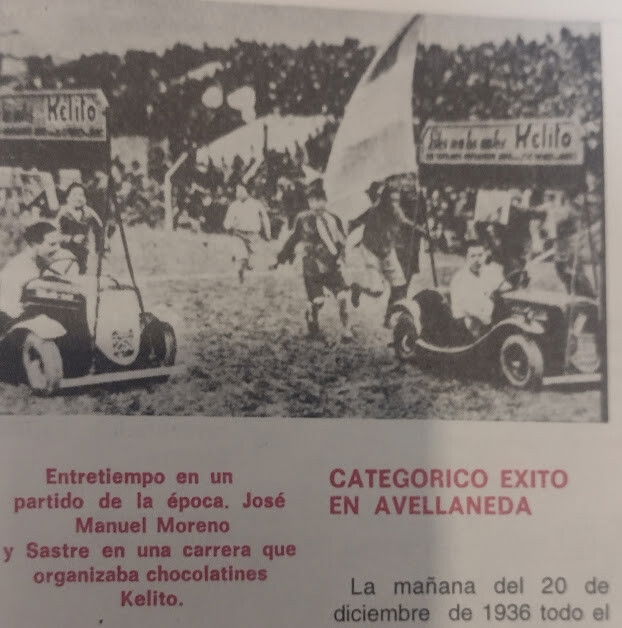 Kelito
Kelito
Entretiempo en un
partido de la época. José
Manuel Moreno
y Sastre en una carrera que
organizaba chocolatines
Kelito.
CATEGORICO EXITO
EN AVELLANEDA
La mañana del 20 de
diciembre de 1936 todo el